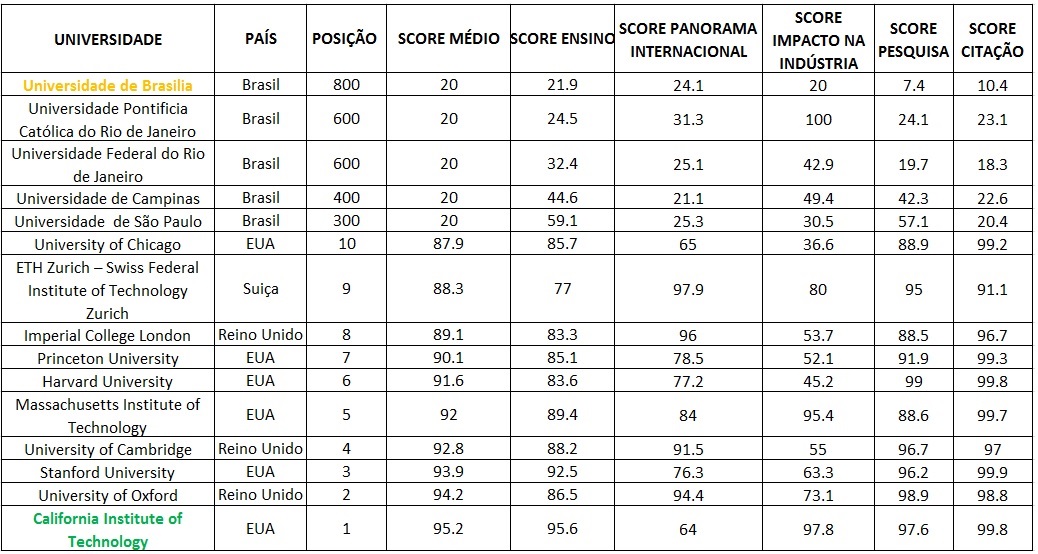 UNIVERSIDADE PAÍS POSIÇÃO SCORE MÉDIO SCORE ENSINO SCORE PANORAMA INTERNACIONAL SCORE IMPACTO NA INDÚSTRIA SCORE PESQUISA SCORE CITAÇÃO
Universidade de Brasilia Brasil 800 20 21.9 24.1 20 7.4 10.4
Universidade Pontificia Católica do Rio de Janeiro Brasil 600 20 24.5 31.3 100 24.1 23.1
Universidade Federal do Rio de Janeiro Brasil 600 20 32.4 25.1 42.9 19.7 18.3
Universidade de Campinas Brasil 400 20 44.6 21.1 49.4 42.3 22.6
Universidade de São Paulo Brasil 300 20 59.1 25.3 30.5 57.1 20.4
University of Chicago EUA 10 87.9 85.7 65 36.6 88.9 99.2
ETH Zurich – Swiss Federal Institute of Technology Zurich Suiça 9 88.3 77 97.9 80 95 91.1
Imperial College London Reino Unido 8 89.1 83.3 96 53.7 88.5 96.7
Princeton University EUA 7 90.1 85.1 78.5 52.1 91.9 99.3
Harvard University EUA 6 91.6 83.6 77.2 45.2 99 99.8
Massachusetts Institute of Technology EUA 5 92 89.4 84 95.4 88.6 99.7
University of Cambridge Reino Unido 4 92.8 88.2 91.5 55 96.7 97
Stanford University EUA 3 93.9 92.5 76.3 63.3 96.2 99.9
University of Oxford Reino Unido 2 94.2 86.5 94.4 73.1 98.9 98.8
California Institute of Technology EUA 1 95.2 95.6 64 97.8 97.6 99.8